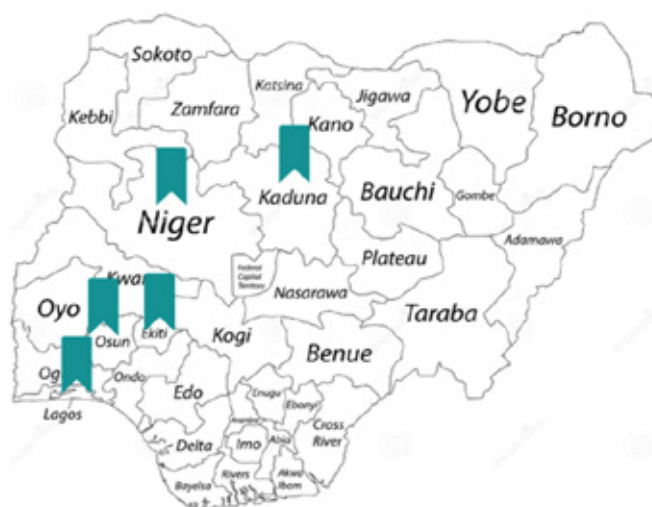 Sokoto
Katsina
Jigawa
Yobe
Borno
Kebbi
Zamfara
Kano
Kaduna
Bauchi
Gombe
Niger
Adamawa
Plateau
Federal
Capital
Territory
Nasarawa
Taraba
Kwar
Oyo
Osun
Ekiti
Kogi
Benue
Og
Ondo
Edo
Lagos
Enugu
Ebonyi
Cross
River
Delta
Imo
Abia
Bayelsa
Rivers
Akwa
Ibom